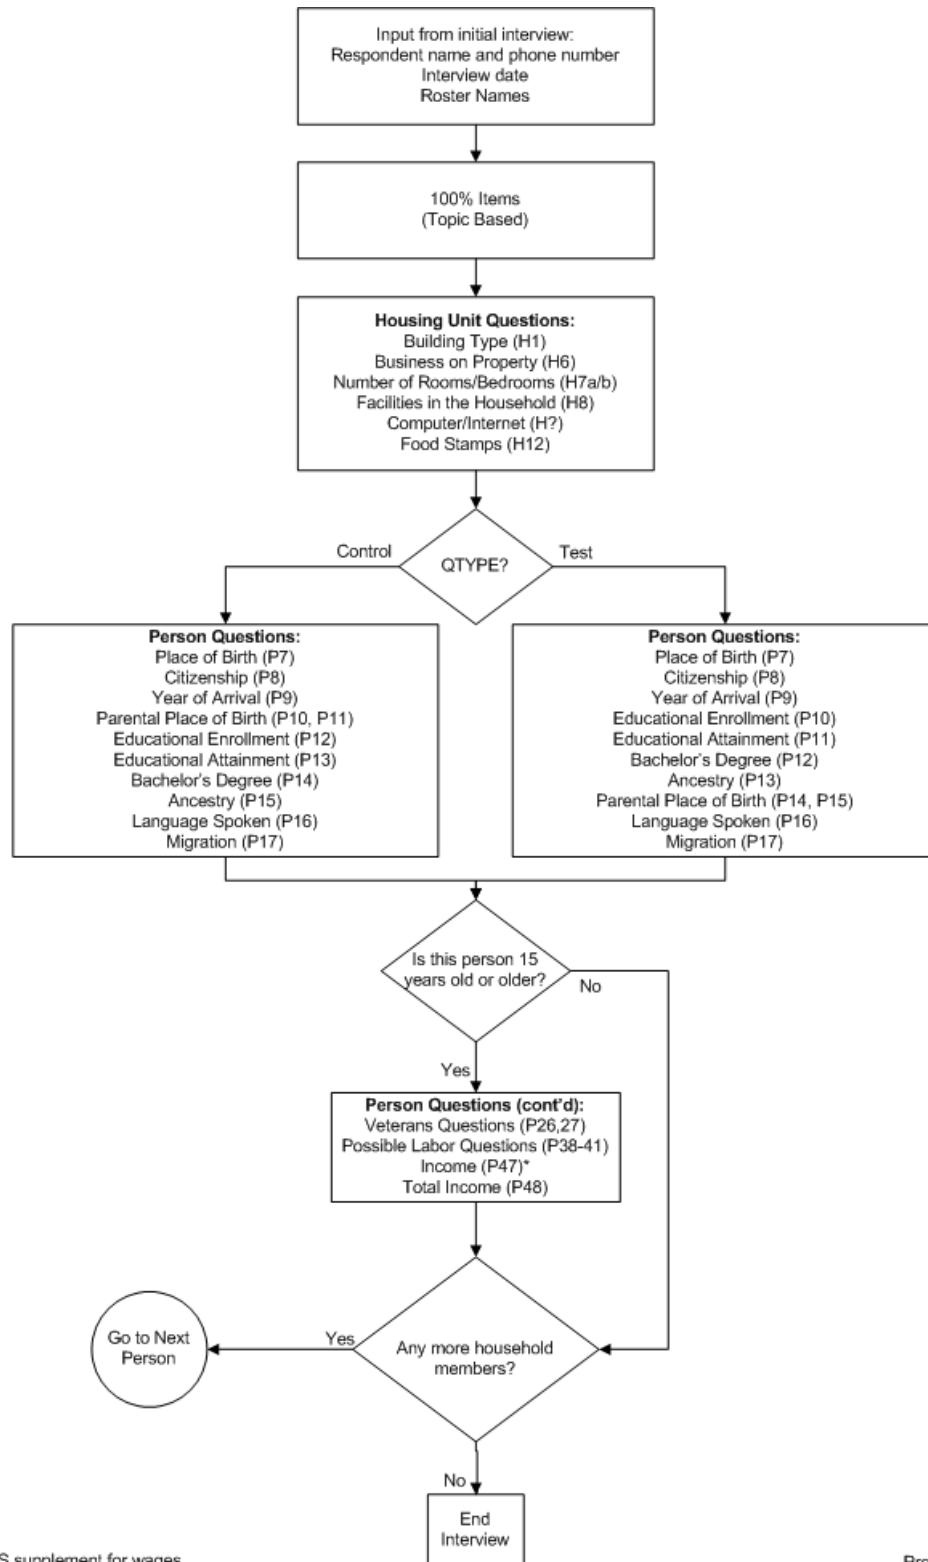 Input from initial interview:
Respondent name and phone number
Interview date
Roster Names
100% Items
(Topic Based)
Housing Unit Questions:
Building Type (H1)
Business on Property (H6)
Number of Rooms/Bedrooms (H7a/b)
Facilities in the Household (H8)
Computer/Internet (H?)
Food Stamps (H12)
QTYPE?
Control
Test
Person Questions:
Place of Birth (P7)
Citizenship (P8)
Year of Arrival (P9)
Parental Place of Birth (P10, P11)
Educational Enrollment (P12)
Educational Attainment (P13)
Bachelor's Degree (P14)
Ancestry (P15)
Language Spoken (P16)
Migration (P17)
Person Questions:
Place of Birth (P7)
Citizenship (P8)
Year of Arrival (P9)
Educational Enrollment (P10)
Educational Attainment (P11)
Bachelor's Degree (P12)
Ancestry (P13)
Parental Place of Birth (P14, P15)
Language Spoken (P16)
Migration (P17)
Is this person 15
years old or older?
No
Yes
Person Questions (cont'd):
Veterans Questions (P26,27)
Possible Labor Questions (P38-41)
Income (P47)*
Total Income (P48)
Any more household
members?
Yes
Go to Next
Person
No
End
Interview
S supplement for wages